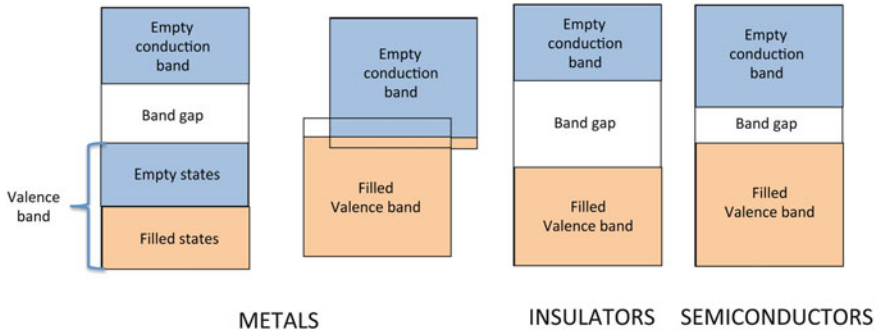 Empty
conduction
band
Band gap
Empty states
Filled states
Valence
band
Empty
conduction
band
Filled
Valence band
METALS
Empty
conduction
band
Band gap
Filled
Valence band
INSULATORS
Empty
conduction
band
Band gap
Filled
Valence band
SEMICONDUCTORS